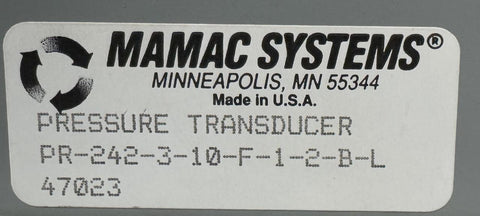 MAMAC SYSTEMS®
MINNEAPOLIS, MN 55344
Made in U.S.A.
PRESSURE TRANSDUCER
PR-242-3-10-F-1-2-B-L
47023